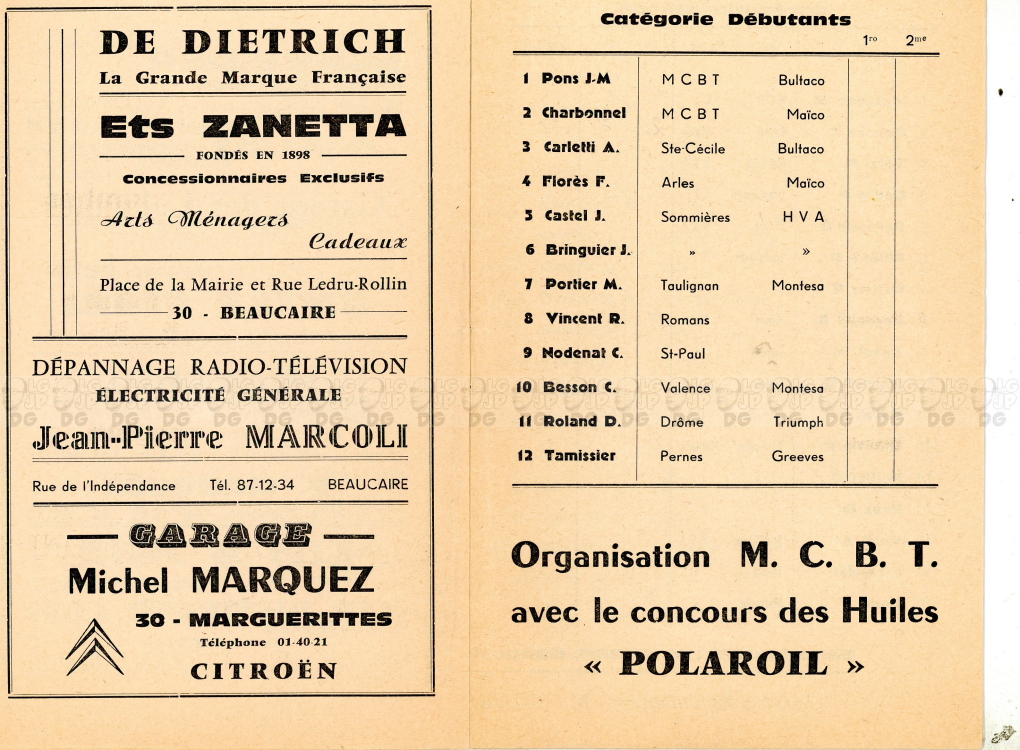 DE DIETRICH
La Grande Marque Française
Ets ZANETTA
FONDÉS EN 1898
Concessionnaires Exclusifs
Arts Ménagers
Cadeaux
Place de la Mairie et Rue Ledru-Rollin
30 - BEAUCAIRE
DÉPANNAGE RADIO-TÉLÉVISION
ÉLECTRICITÉ GÉNÉRALE
Jean-Pierre MARCOLI
Rue de l'Indépendance Tél. 87-12-34 BEAUCAIRE
GARAGE
Michel MARQUEZ
30 - MARGUERITTES
Téléphone 01-40-21
CITROËN
Catégorie Débutants
1ro 2me
1 Pons J-M M C B T Bultaco
2 Charbonnel M C B T Maïco
3 Carletti A. Ste-Cécile Bultaco
4 Florès F. Arles Maïco
5 Castel J. Sommières H V A
6 Bringuier J. » »
7 Portier M. Taulignan Montesa
8 Vincent R. Romans
9 Nodenat C. St-Paul
10 Besson C. Valence Montesa
11 Roland D. Drôme Triumph
12 Tamissier Pernes Greeves
Organisation M. C. B. T.
avec le concours des Huiles
« POLAROIL »